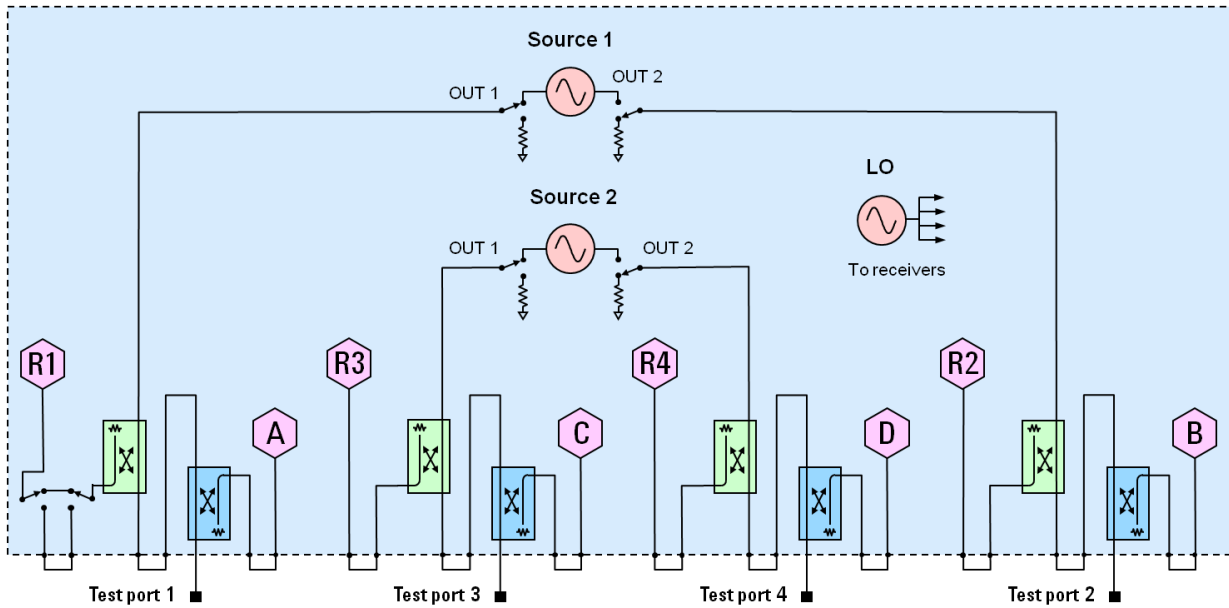 Source 1
OUT 1
OUT 2
LO
Source 2
OUT 1
OUT 2
To receivers
R1
R3
R4
R2
A
C
D
B
Test port 1
Test port 3
Test port 4
Test port 2